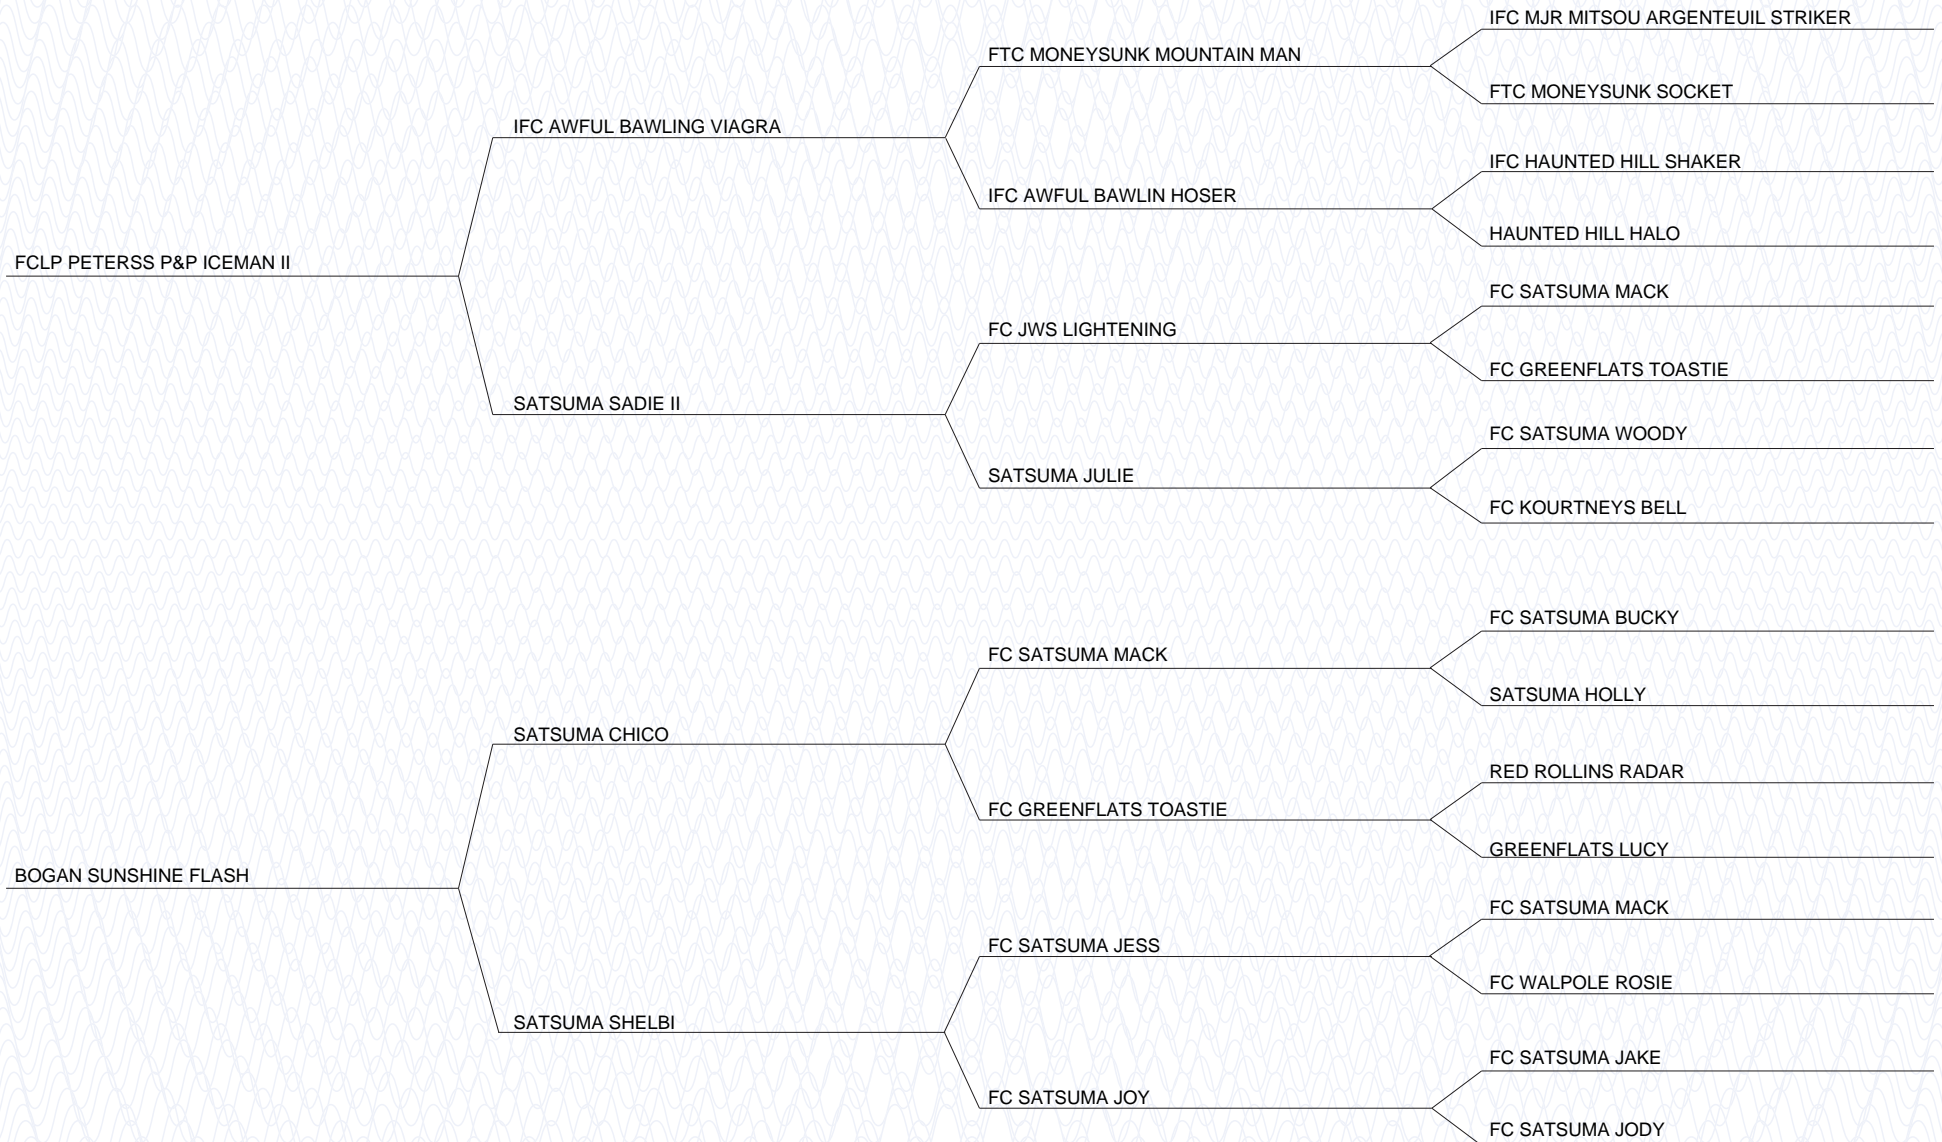 IFC MJR MITSOU ARGENTEUIL STRIKER
FTC MONEYSUNK MOUNTAIN MAN
FTC MONEYSUNK SOCKET
IFC AWFUL BAWLING VIAGRA
IFC HAUNTED HILL SHAKER
IFC AWFUL BAWLIN HOSER
HAUNTED HILL HALO
FCLP PETERSS P&P ICEMAN II
FC SATSUMA MACK
FC JWS LIGHTENING
FC GREENFLATS TOASTIE
SATSUMA SADIE II
FC SATSUMA WOODY
SATSUMA JULIE
FC KOURTNEYS BELL
FC SATSUMA BUCKY
FC SATSUMA MACK
SATSUMA HOLLY
SATSUMA CHICO
RED ROLLINS RADAR
FC GREENFLATS TOASTIE
GREENFLATS LUCY
BOGAN SUNSHINE FLASH
FC SATSUMA MACK
FC SATSUMA JESS
FC WALPOLE ROSIE
SATSUMA SHELBI
FC SATSUMA JAKE
FC SATSUMA JOY
FC SATSUMA JODY